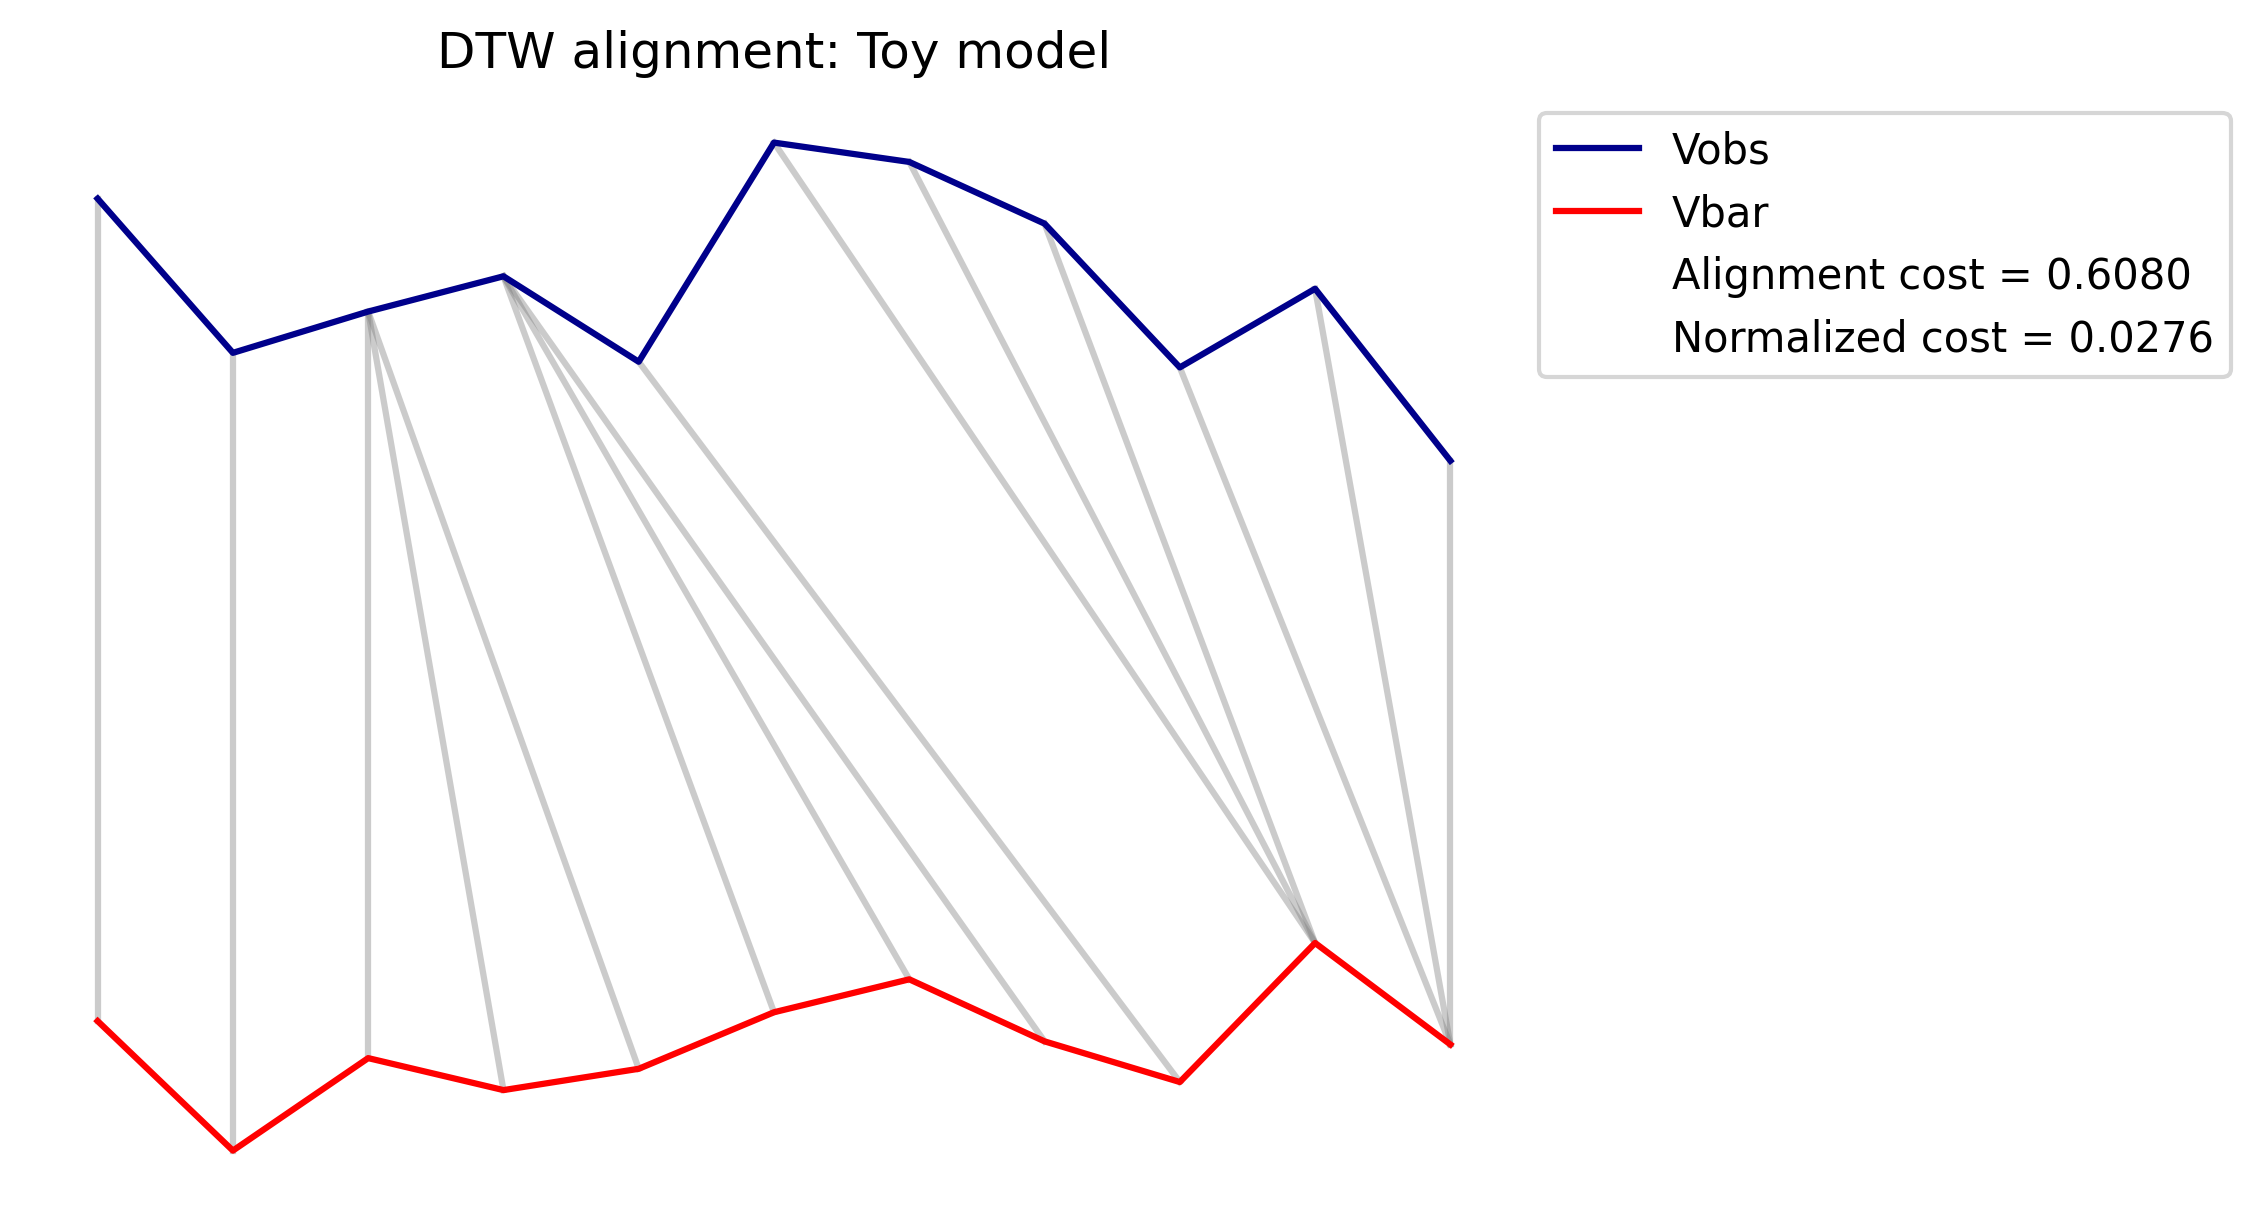 DTW alignment: Toy model
Vobs
Vbar
Alignment cost = 0.6080
Normalized cost = 0.0276